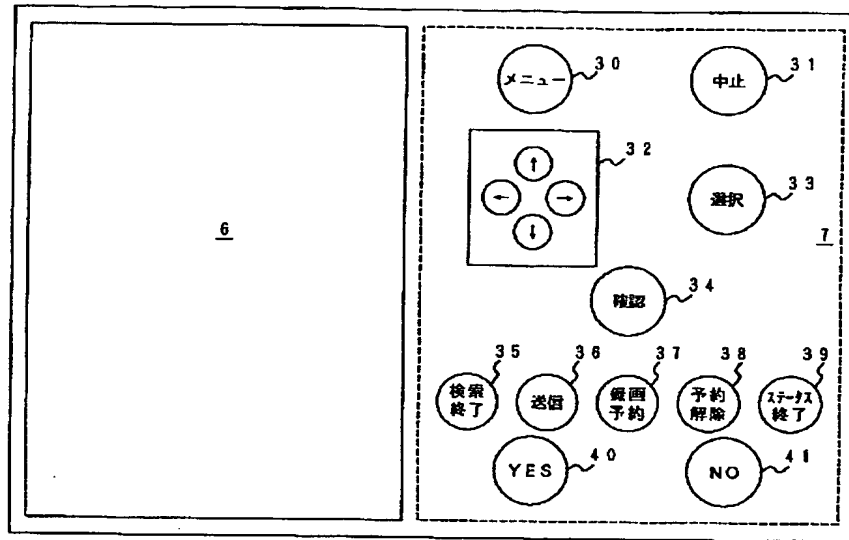 メニュー
30
中止
31
32
↑
←
→
↓
選択
33
6
7
確認
34
35
36
37
38
39
検索
終了
送信
録画
予約
予約
解除
ステータス
終了
40
41
YES
NO